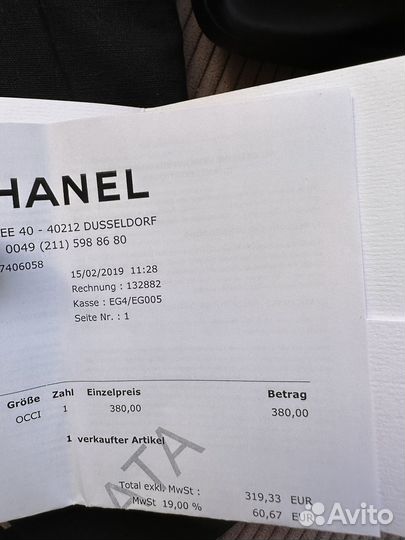 HANEL
EE 40 - 40212 DUSSELDORF
0049 (211) 598 86 80
7406058
15/02/2019 11:28
Rechnung : 132882
Kasse : EG4/EG005
Seite Nr. : 1
Größe Zahl Einzelpreis Betrag
OCCI 1 380,00 380,00
1 verkaufter Artikel
ATA
Total exkl. MwSt : 319,33 EUR
MwSt 19,00 % 60,67 EUR
Avito